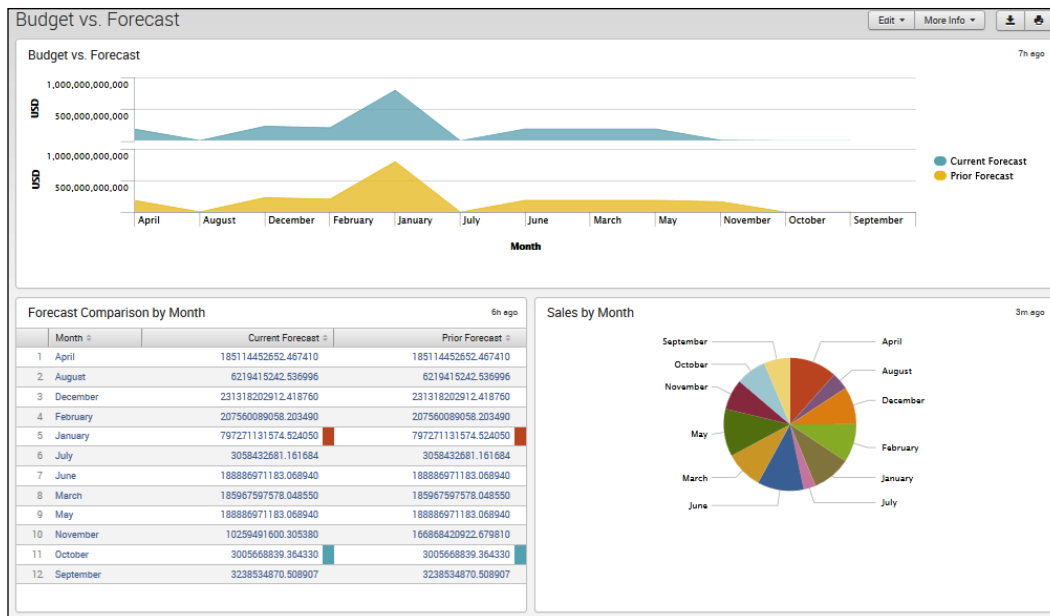 Budget vs. Forecast
Edit More Info
Budget vs. Forecast 7h ago
1,000,000,000,000
USD
500,000,000,000
1,000,000,000,000
USD
500,000,000,000
Current Forecast
Prior Forecast
April August December February January July June March May November October September
Month
Forecast Comparison by Month 6h ago
Month Current Forecast Prior Forecast
1 April 185114452652.467410 185114452652.467410
2 August 6219415242.536996 6219415242.536996
3 December 231318202912.418760 231318202912.418760
4 February 207560089058.203490 207560089058.203490
5 January 797271131574.524050 797271131574.524050
6 July 3058432681.161684 3058432681.161684
7 June 188886971183.068940 188886971183.068940
8 March 185967597578.048550 185967597578.048550
9 May 188886971183.068940 188886971183.068940
10 November 10259491600.305380 166868420922.679810
11 October 3005668839.364330 3005668839.364330
12 September 3238534870.508907 3238534870.508907
Sales by Month 3m ago
September April
October August
November December
May February
March January
June July